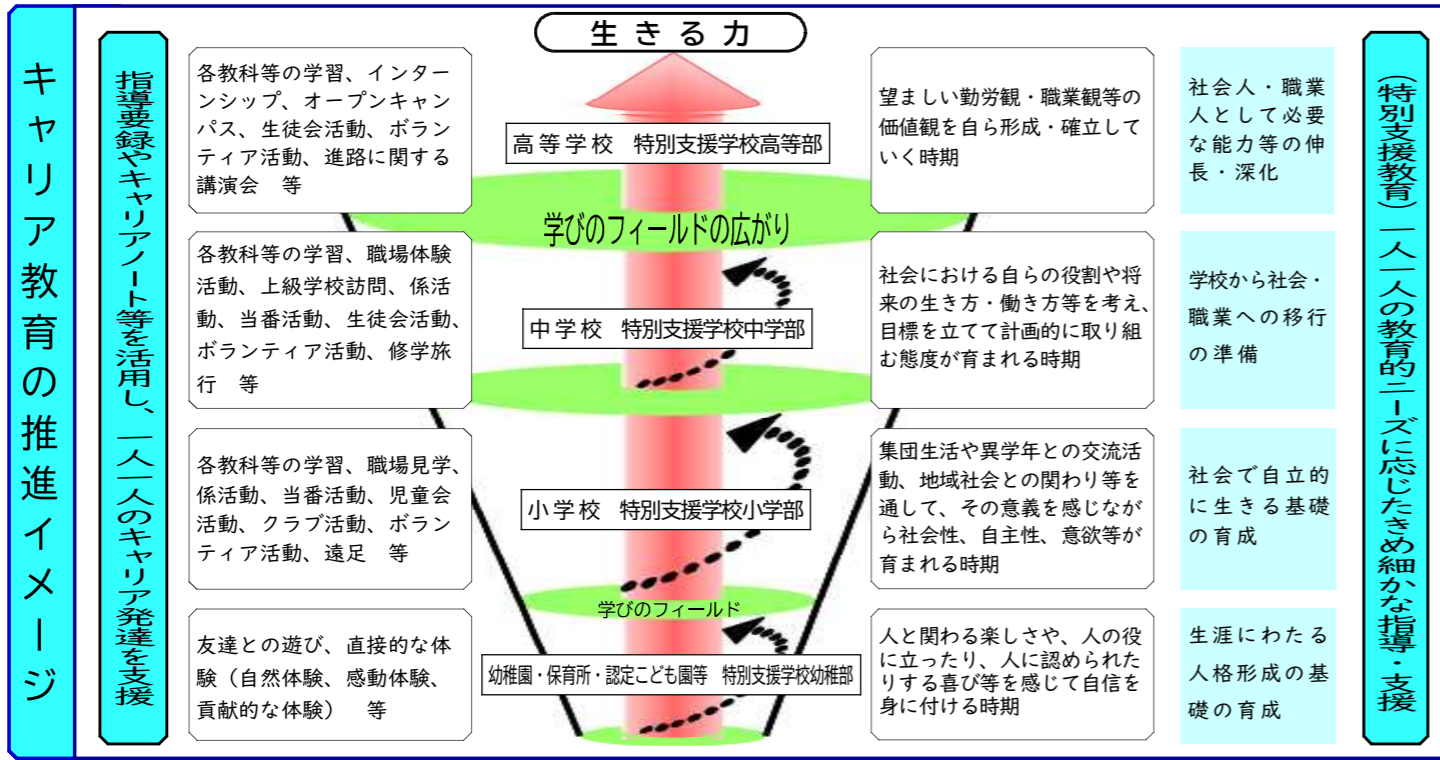 キャリア教育の推進イメージ
指導要録やキャリアノート等を活用し、一人一人のキャリア発達を支援
生きる力
各教科等の学習、インター
ンシップ、オープンキャン
パス、生徒会活動、ボラン
ティア活動、進路に関する
講演会　等
高等学校　特別支援学校高等部
望ましい勤労観・職業観等の
価値観を自ら形成・確立して
いく時期
社会人・職業
人として必要
な能力等の伸
長・深化
学びのフィールドの広がり
各教科等の学習、職場体験
活動、上級学校訪問、係活
動、当番活動、生徒会活動、
ボランティア活動、修学旅
行　等
中学校　特別支援学校中学部
社会における自らの役割や将
来の生き方・働き方等を考え、
目標を立てて計画的に取り組
む態度が育まれる時期
学校から社会・
職業への移行
の準備
各教科等の学習、職場見学、
係活動、当番活動、児童会
活動、クラブ活動、ボラン
ティア活動、遠足　等
小学校　特別支援学校小学部
集団生活や異学年との交流活
動、地域社会との関わり等を
通して、その意義を感じなが
ら社会性、自主性、意欲等が
育まれる時期
社会で自立的
に生きる基礎
の育成
学びのフィールド
友達との遊び、直接的な体
験（自然体験、感動体験、
貢献的な体験）　等
幼稚園・保育所・認定こども園等　特別支援学校幼稚部
人と関わる楽しさや、人の役
に立ったり、人に認められた
りする喜び等を感じて自信を
身に付ける時期
生涯にわたる
人格形成の基
礎の育成
（特別支援教育）一人一人の教育的ニーズに応じたきめ細かな指導・支援